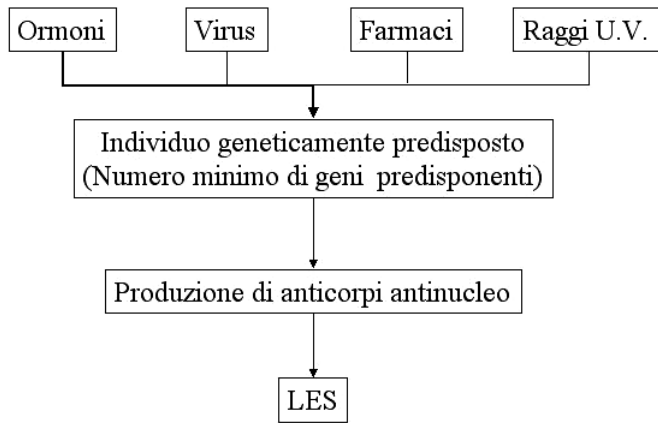 Ormoni
Virus
Farmaci
Raggi U.V.
Individuo geneticamente predisposto
(Numero minimo di geni predisponenti)
Produzione di anticorpi antinucleo
LES